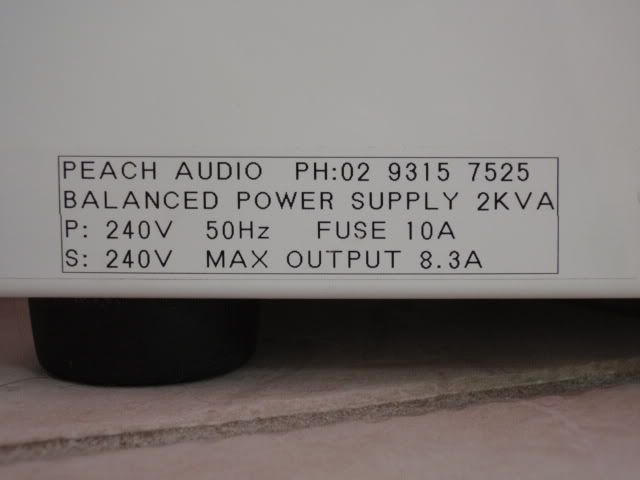 PEACH AUDIO PH:02 9315 7525
BALANCED POWER SUPPLY 2KVA
P: 240V 50Hz FUSE 10A
S: 240V MAX OUTPUT 8.3A